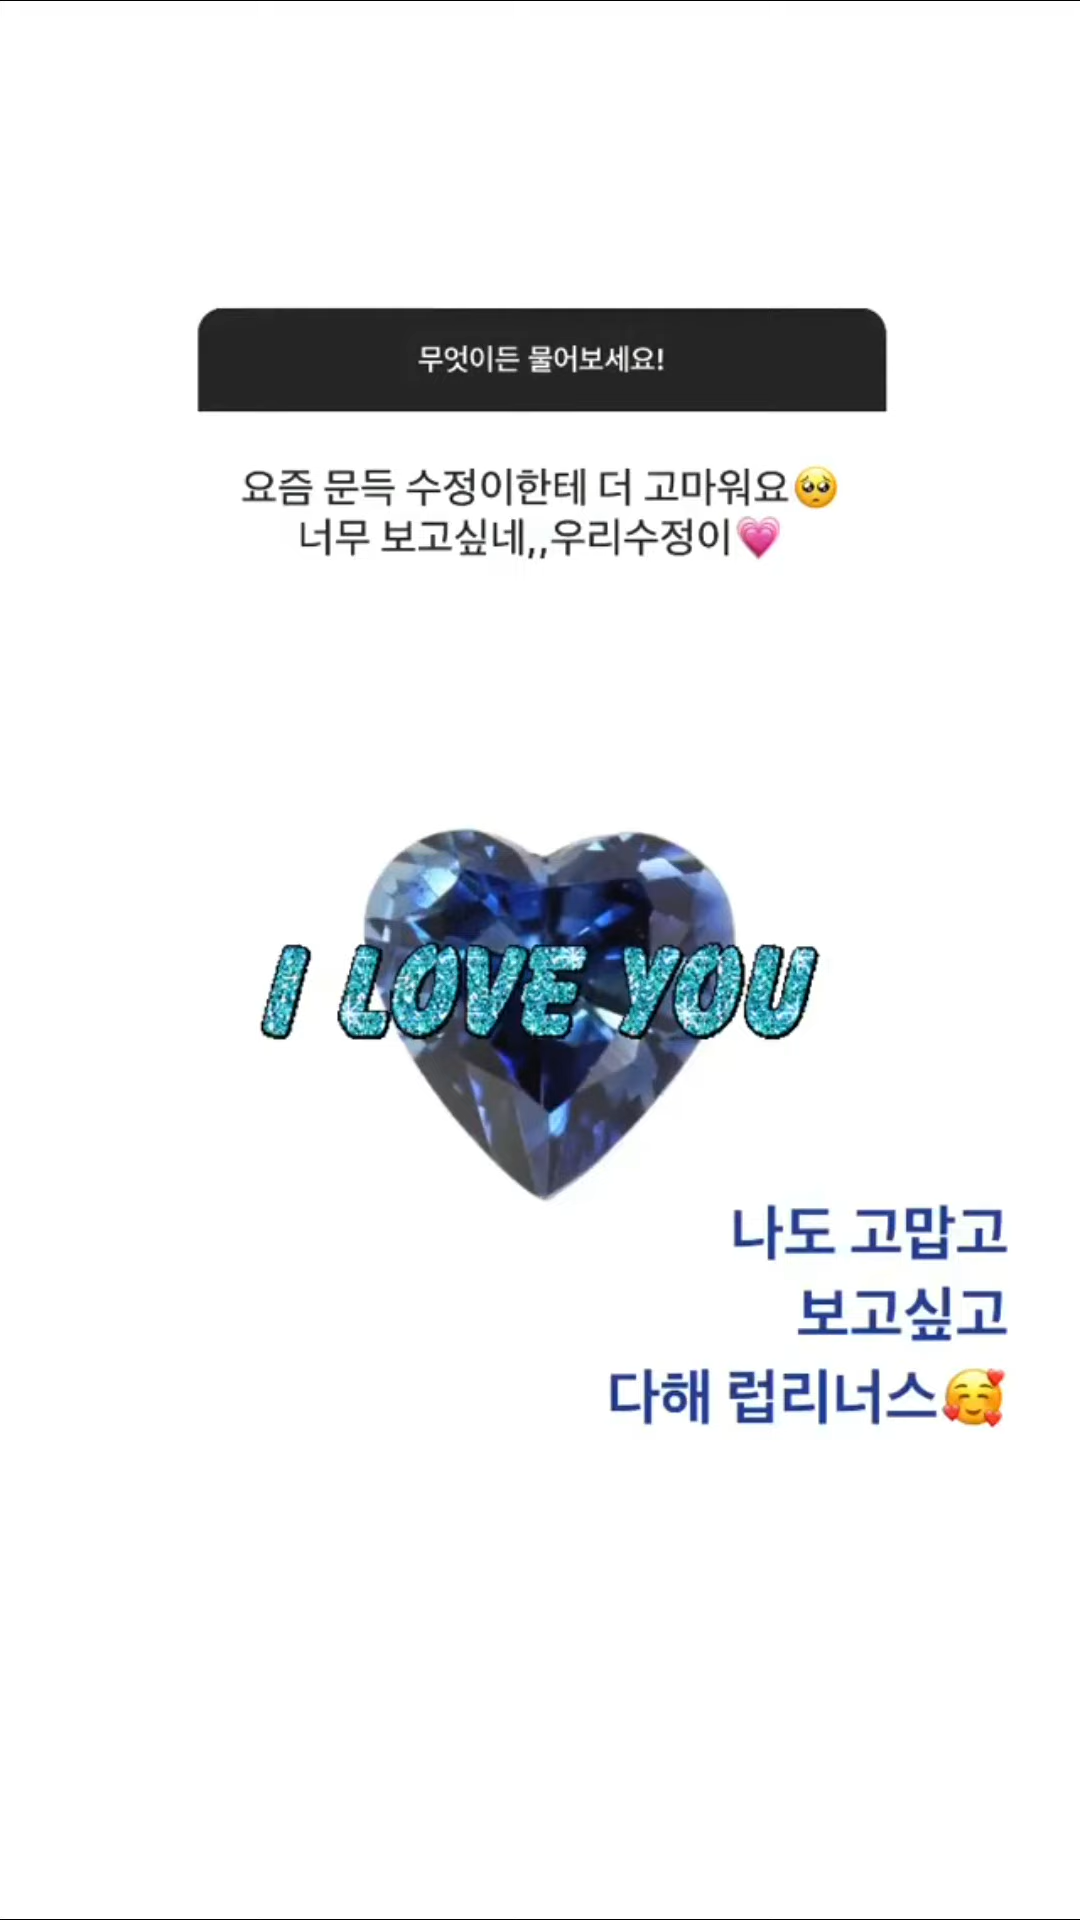 무엇이든 물어보세요!
요즘 문득 수정이한테 더 고마워요🥺
너무 보고싶네,,우리수정이💗
I LOVE YOU
나도 고맙고
보고싶고
다해 럽리너스🥰